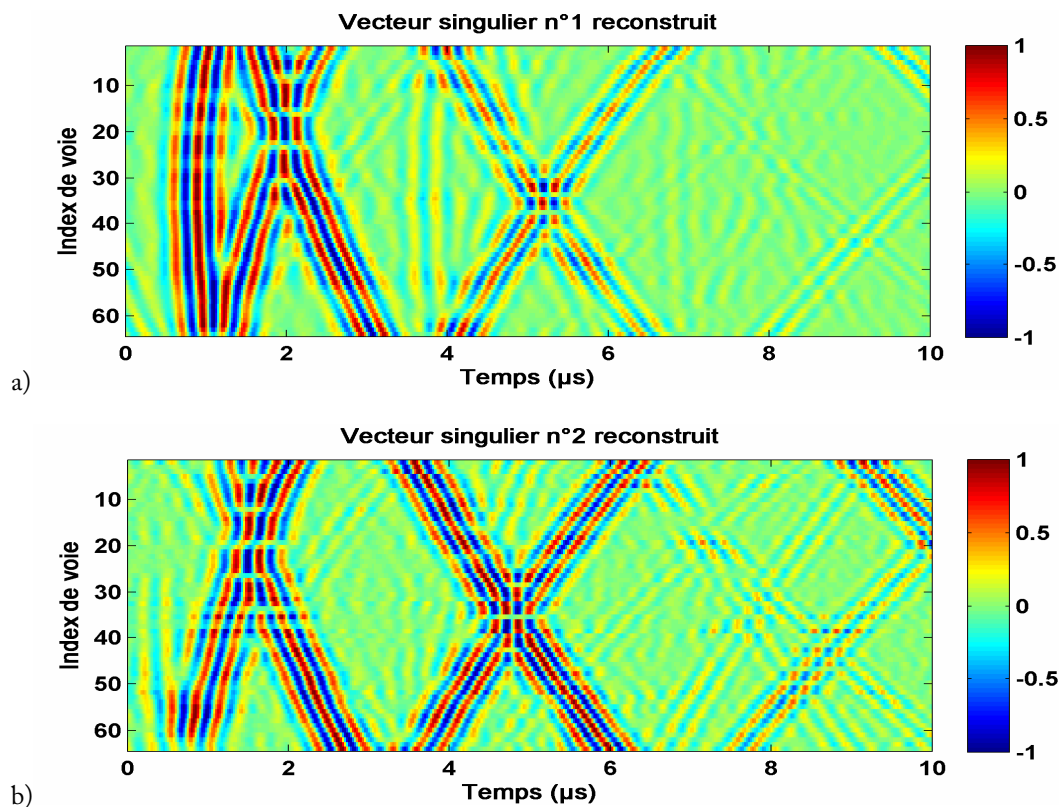 Vecteur singulier n°1 reconstruit
Index de voie
10
20
30
40
50
60
0 2 4 6 8 10
Temps (µs)
1
0.5
0
-0.5
-1
a)
Vecteur singulier n°2 reconstruit
Index de voie
10
20
30
40
50
60
0 2 4 6 8 10
Temps (µs)
1
0.5
0
-0.5
-1
b)